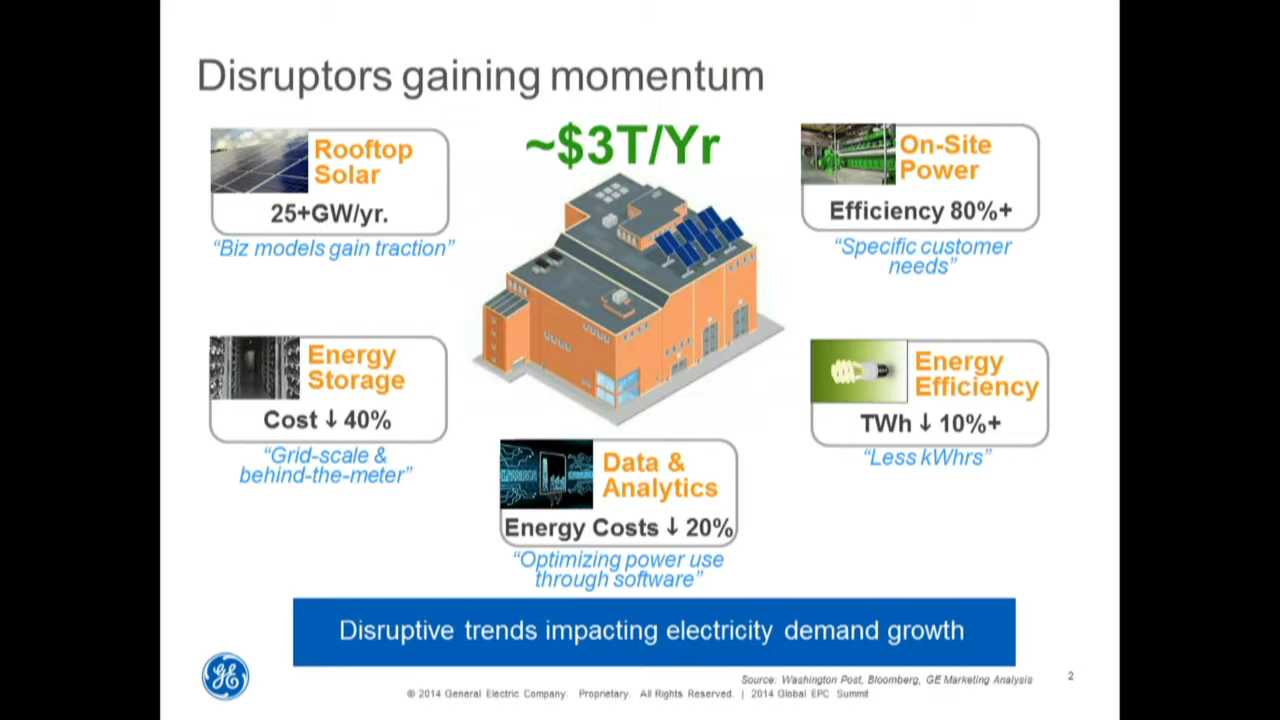 Disruptors gaining momentum
~$3T/Yr
Rooftop
Solar
25+GW/yr.
“Biz models gain traction”
On-Site
Power
Efficiency 80%+
“Specific customer
needs”
Energy
Storage
Cost ↓ 40%
“Grid-scale &
behind-the-meter”
Energy
Efficiency
TWh ↓ 10%+
“Less kWhrs”
Data &
Analytics
Energy Costs ↓ 20%
“Optimizing power use
through software”
Disruptive trends impacting electricity demand growth
GE
Source: Washington Post, Bloomberg, GE Marketing Analysis
2
© 2014 General Electric Company. Proprietary. All Rights Reserved. | 2014 Global EPC Summit